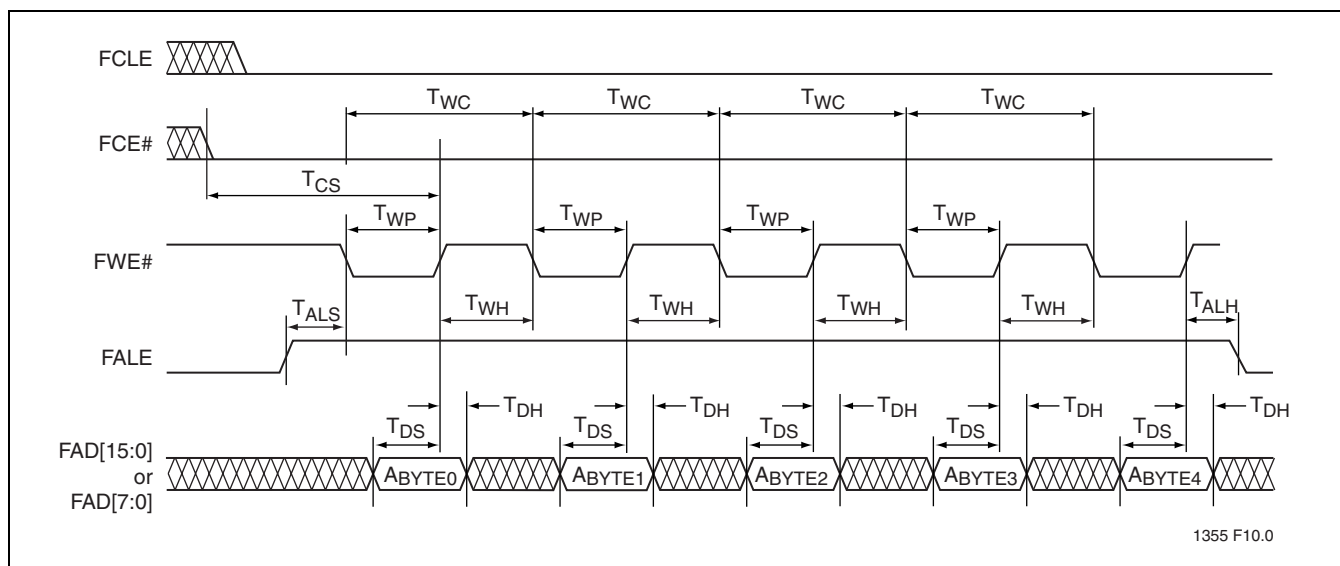 FCLE
TWC TWC TWC TWC
FCE#
TCS
TWP TWP TWP TWP
FWE#
TALS TWH TWH TWH TWH TALH
FALE
TDH TDH TDH TDH TDH
TDS TDS TDS TDS TDS
FAD[15:0]
or
FAD[7:0]
ABYTE0 ABYTE1 ABYTE2 ABYTE3 ABYTE4
1355 F10.0